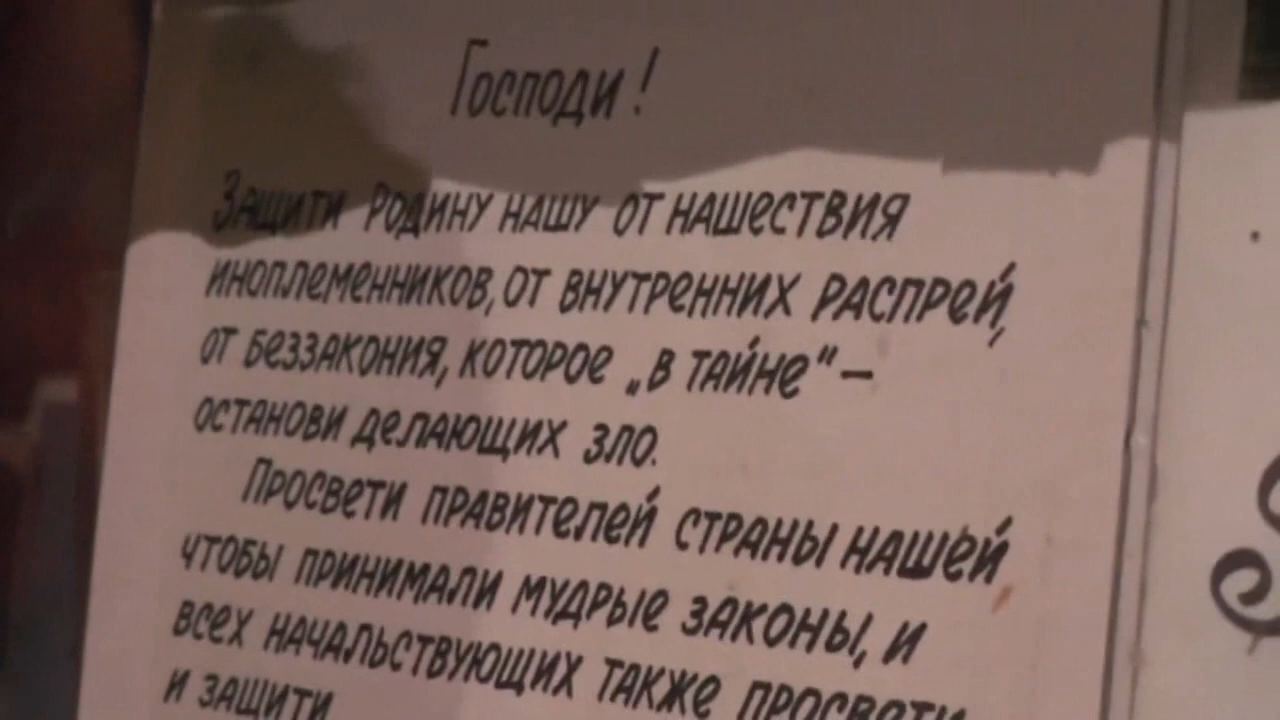 Господи!
Защити Родину нашу от нашествия
иноплеменников, от внутренних распрей,
от беззакония, которое „в тайне“ —
останови делающих зло.
Просвети правителей страны нашей
чтобы принимали мудрые законы, и
всех начальствующих также просвети
и защити